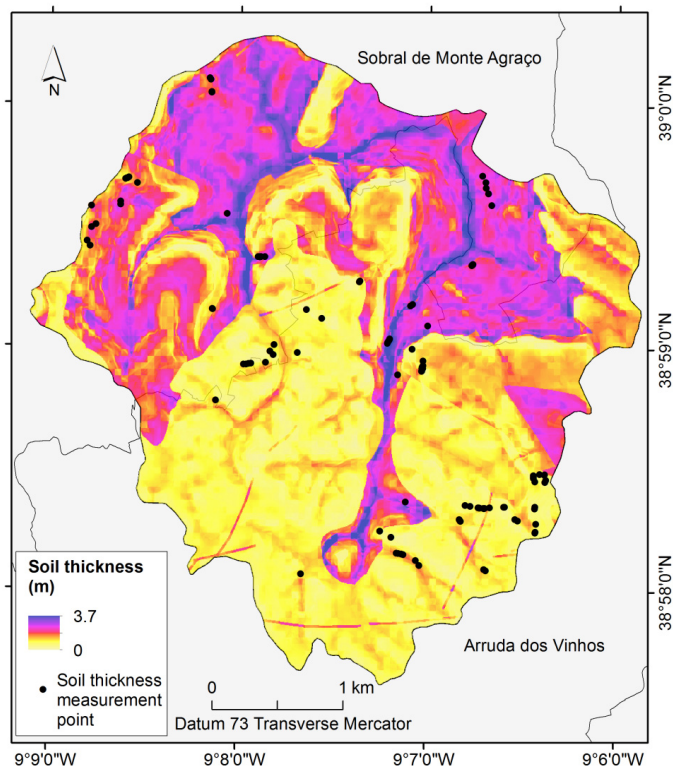 Sobral de Monte Agraço
N
39°0'0"N
38°59'0"N
38°58'0"N
Soil thickness
(m)
3.7
0
Soil thickness
measurement
point
Arruda dos Vinhos
0
1 km
Datum 73 Transverse Mercator
9°9'0"W
9°8'0"W
9°7'0"W
9°6'0"W